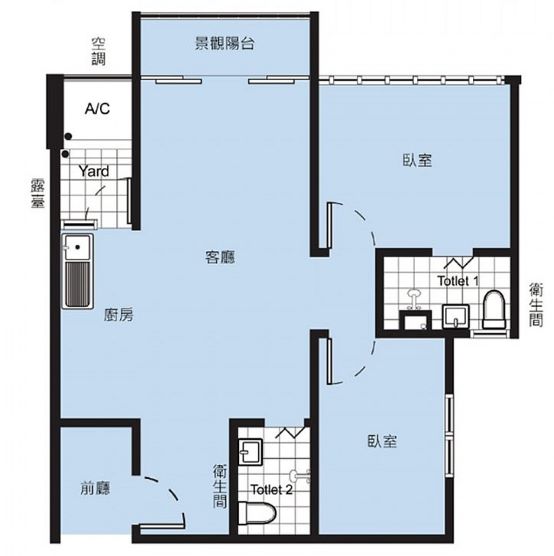 景觀陽台
空調
A/C
Yard
臥室
露臺
客廳
Totlet 1
衛生間
廚房
臥室
前廳
衛生間
Totlet 2